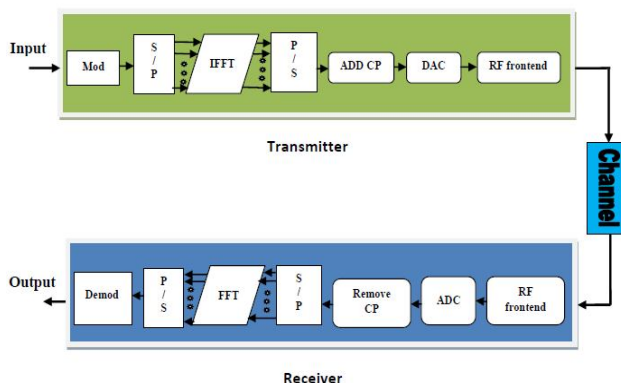 Input
Mod
S
/
P
IFFT
P
/
S
ADD CP
DAC
RF frontend
Transmitter
Channel
Output
Demod
P
/
S
FFT
S
/
P
Remove
CP
ADC
RF
frontend
Receiver